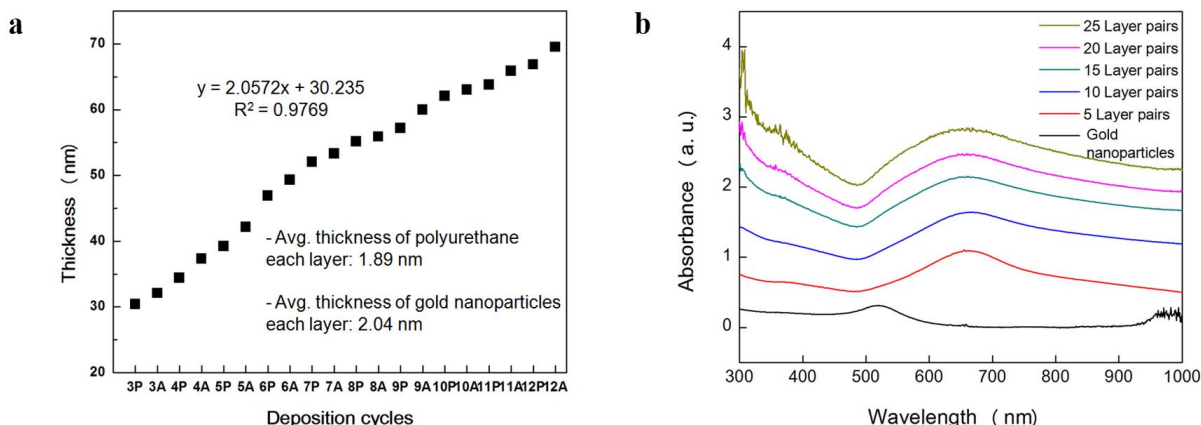 a
70
60
50
40
30
20
Thickness (nm)
y = 2.0572x + 30.235
R² = 0.9769
- Avg. thickness of polyurethane
each layer: 1.89 nm
- Avg. thickness of gold nanoparticles
each layer: 2.04 nm
3P 3A 4P 4A 5P 5A 6P 6A 7P 7A 8P 8A 9P 9A 10P 10A 11P 11A 12P 12A
Deposition cycles
b
4
3
2
1
0
Absorbance (a. u.)
25 Layer pairs
20 Layer pairs
15 Layer pairs
10 Layer pairs
5 Layer pairs
Gold
nanoparticles
300 400 500 600 700 800 900 1000
Wavelength (nm)